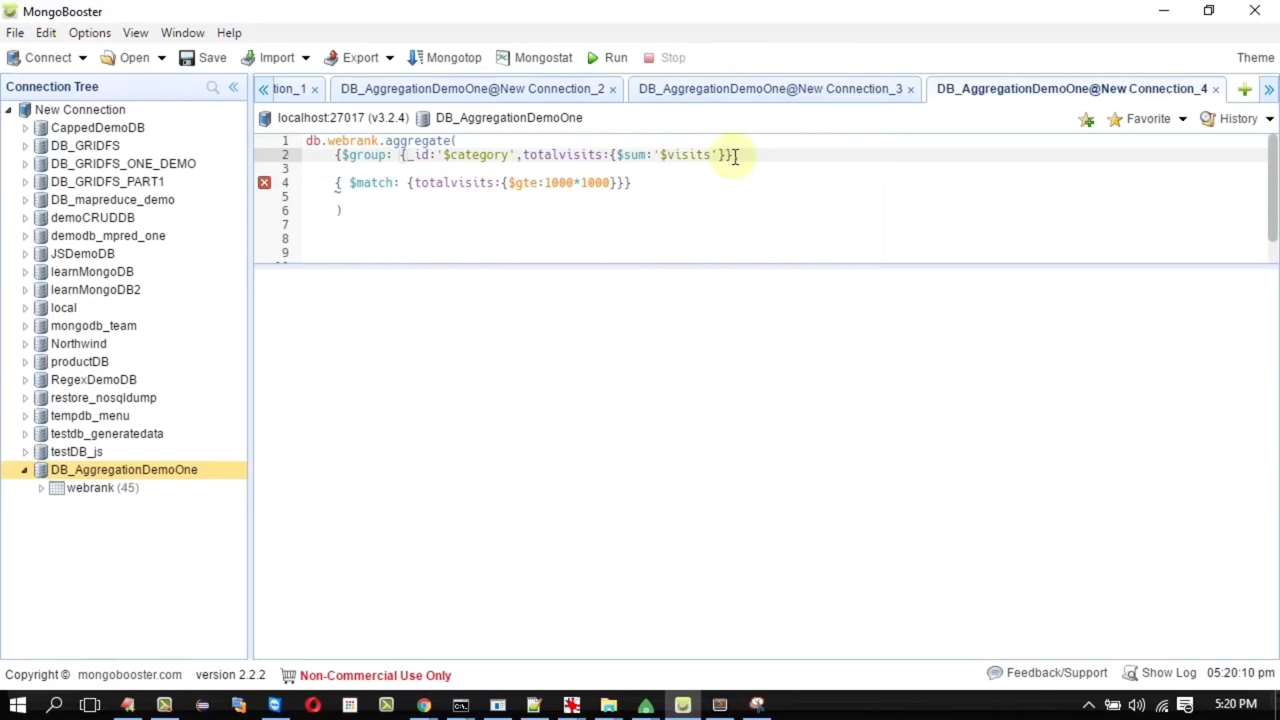 MongoBooster
File Edit Options View Window Help
Connect Open Save Import Export Mongotop Mongostat Run Stop Theme
Connection Tree
tion_1 DB_AggregationDemoOne@New Connection_2 DB_AggregationDemoOne@New Connection_3 DB_AggregationDemoOne@New Connection_4
New Connection
CappedDemoDB
DB_GRIDFS
DB_GRIDFS_ONE_DEMO
DB_GRIDFS_PART1
DB_mapreduce_demo
demoCRUDDB
demodb_mpred_one
JSDemoDB
learnMongoDB
learnMongoDB2
local
mongodb_team
Northwind
productDB
RegexDemoDB
restore_nosqldump
tempdb_menu
testdb_generatedata
testDB_js
DB_AggregationDemoOne
webrank (45)
localhost:27017 (v3.2.4) DB_AggregationDemoOne Favorite History
1 db.webrank.aggregate(
2 {$group: {_id:'$category',totalvisits:{$sum:'$visits'}}
3
4 { $match: {totalvisits:{$gte:1000*1000}}}
5
6 )
7
8
9
Copyright © mongobooster.com version 2.2.2 Non-Commercial Use Only Feedback/Support Show Log 05:20:10 pm
5:20 PM